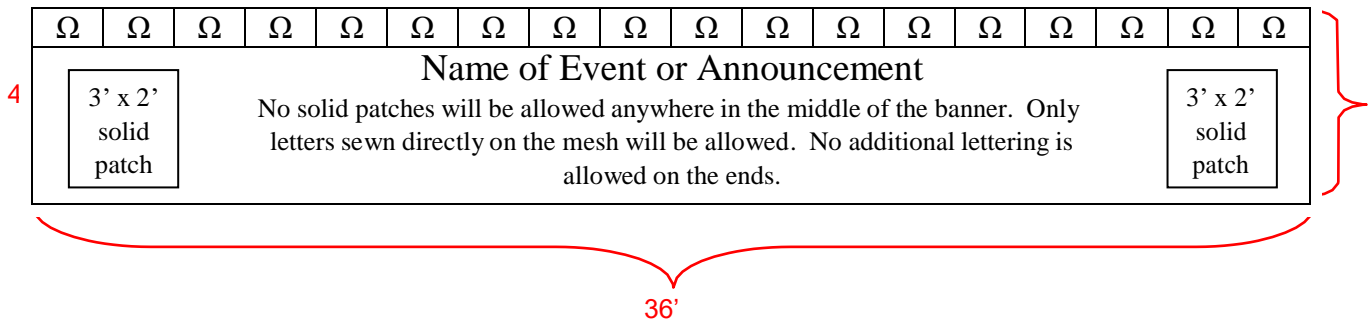 Ω Ω Ω Ω Ω Ω Ω Ω Ω Ω Ω Ω Ω Ω Ω Ω Ω Ω
Name of Event or Announcement
4
3’ x 2’
solid
patch
No solid patches will be allowed anywhere in the middle of the banner.  Only
letters sewn directly on the mesh will be allowed.  No additional lettering is
allowed on the ends.
3’ x 2’
solid
patch
36’